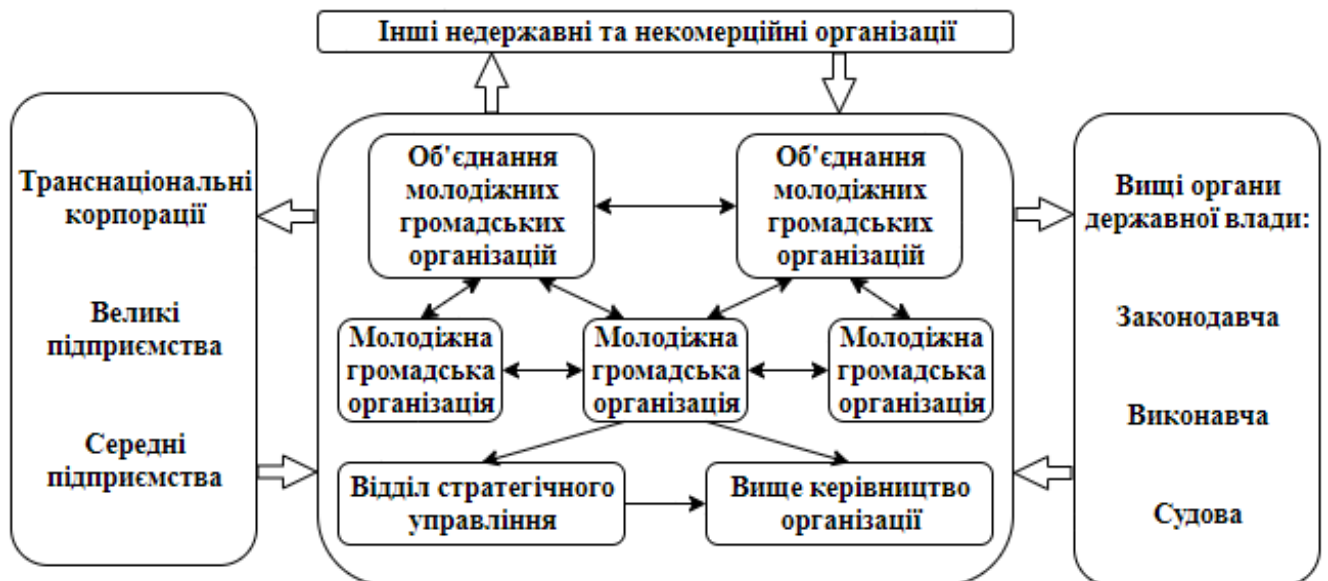 Інші недержавні та некомерційні організації
Транснаціональні
корпорації
Великі
підприємства
Середні
підприємства
Об'єднання
молодіжних
громадських
організацій
Об'єднання
молодіжних
громадських
організацій
Молодіжна
громадська
організація
Молодіжна
громадська
організація
Молодіжна
громадська
організація
Відділ стратегічного
управління
Вище керівництво
організації
Вищі органи
державної влади:
Законодавча
Виконавча
Судова